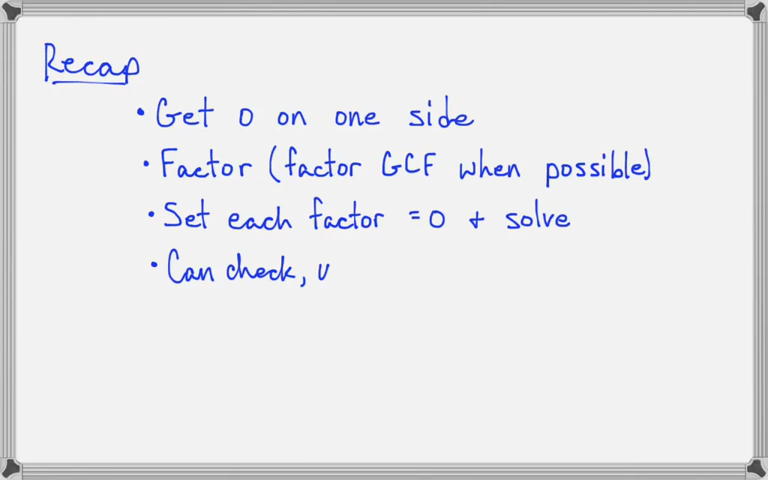 Recap
• Get 0 on one side
• Factor (factor GCF when possible)
• Set each factor = 0 + solve
• Can check, u